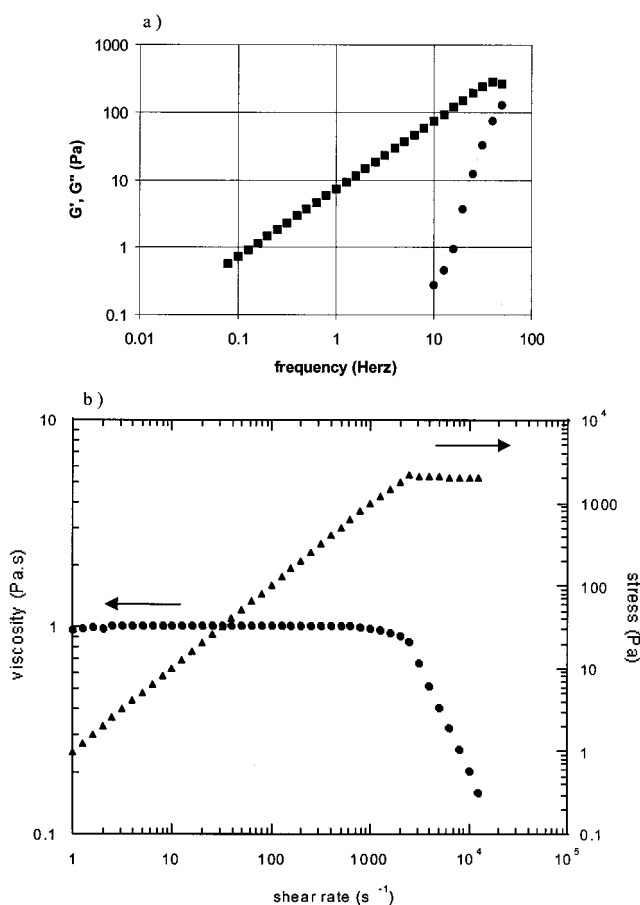 a )
1000
100
10
1
0.1
G', G" (Pa)
0.01 0.1 1 10 100
frequency (Herz)
b )
10
1
0.1
viscosity (Pa.s)
10^4
1000
100
10
1
0.1
stress (Pa)
1 10 100 1000 10^4 10^5
shear rate (s^-1)